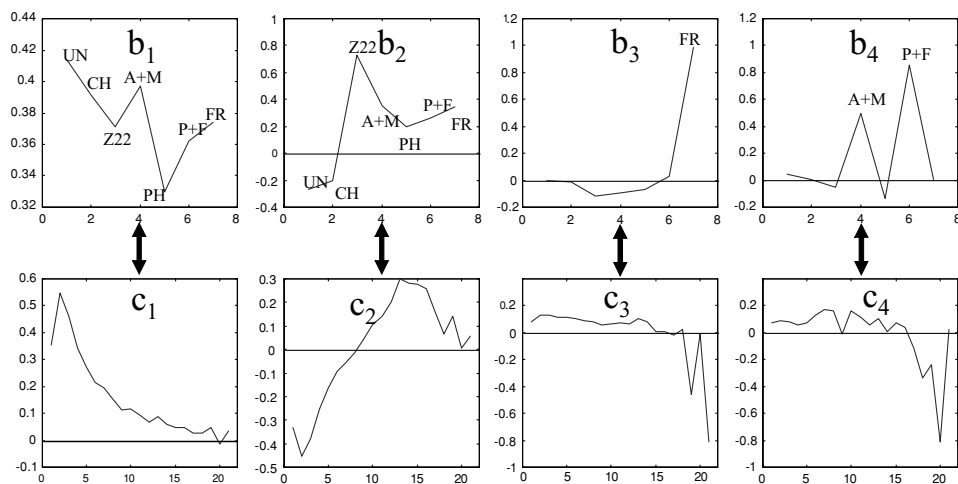 b1
0.44
0.42
0.4
0.38
0.36
0.34
0.32
UN
CH
Z22
A+M
PH
P+F
FR
0 2 4 6 8
b2
1
0.8
0.6
0.4
0.2
0
-0.2
-0.4
Z22
UN
CH
A+M
PH
P+F
FR
0 2 4 6 8
b3
1.2
1
0.8
0.6
0.4
0.2
0
-0.2
FR
0 2 4 6 8
b4
1.2
1
0.8
0.6
0.4
0.2
0
-0.2
A+M
P+F
0 2 4 6 8
c1
0.6
0.5
0.4
0.3
0.2
0.1
0
-0.1
0 5 10 15 20
c2
0.3
0.2
0.1
0
-0.1
-0.2
-0.3
-0.4
-0.5
0 5 10 15 20
c3
0.2
0
-0.2
-0.4
-0.6
-0.8
-1
0 5 10 15 20
c4
0.2
0
-0.2
-0.4
-0.6
-0.8
-1
0 5 10 15 20